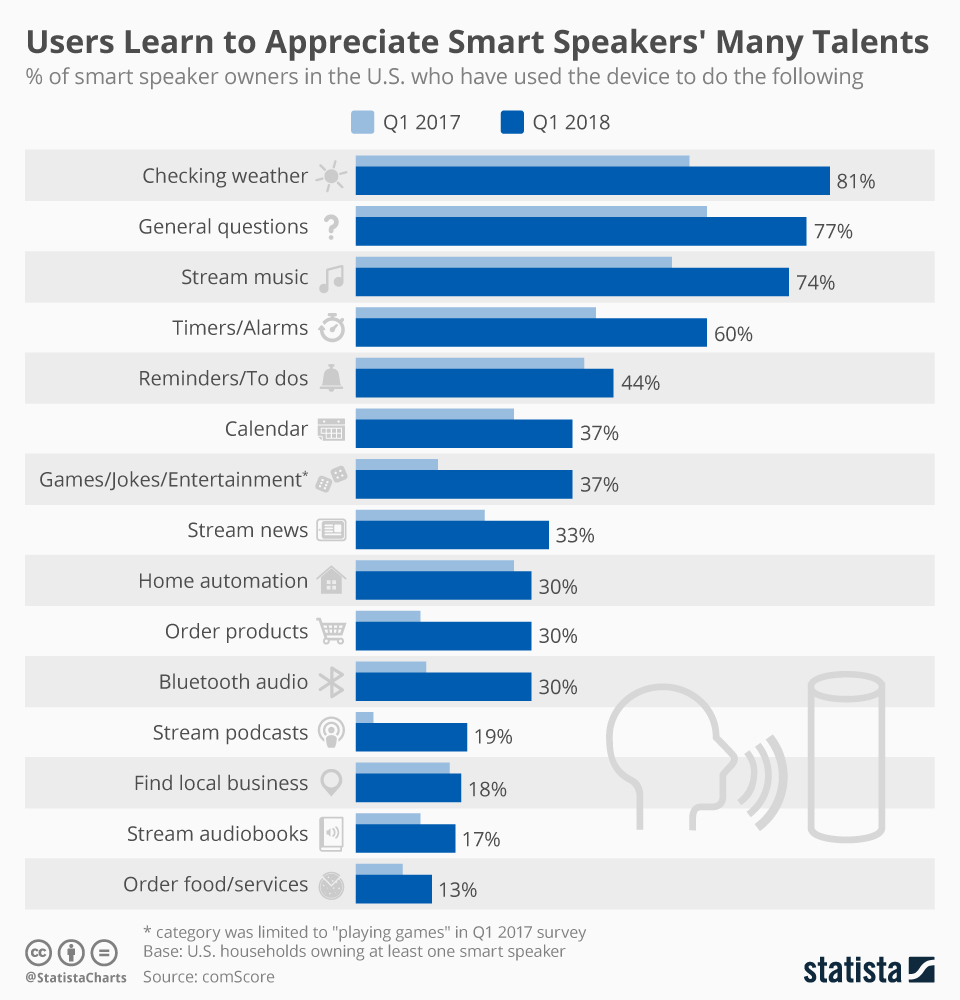 Users Learn to Appreciate Smart Speakers' Many Talents
% of smart speaker owners in the U.S. who have used the device to do the following
Q1 2017 Q1 2018
Checking weather 81%
General questions ? 77%
Stream music 74%
Timers/Alarms 60%
Reminders/To dos 44%
Calendar 37%
Games/Jokes/Entertainment* 37%
Stream news 33%
Home automation 30%
Order products 30%
Bluetooth audio 30%
Stream podcasts 19%
Find local business 18%
Stream audiobooks 17%
Order food/services 13%
* category was limited to "playing games" in Q1 2017 survey
Base: U.S. households owning at least one smart speaker
cc =
@StatistaCharts Source: comScore
statista